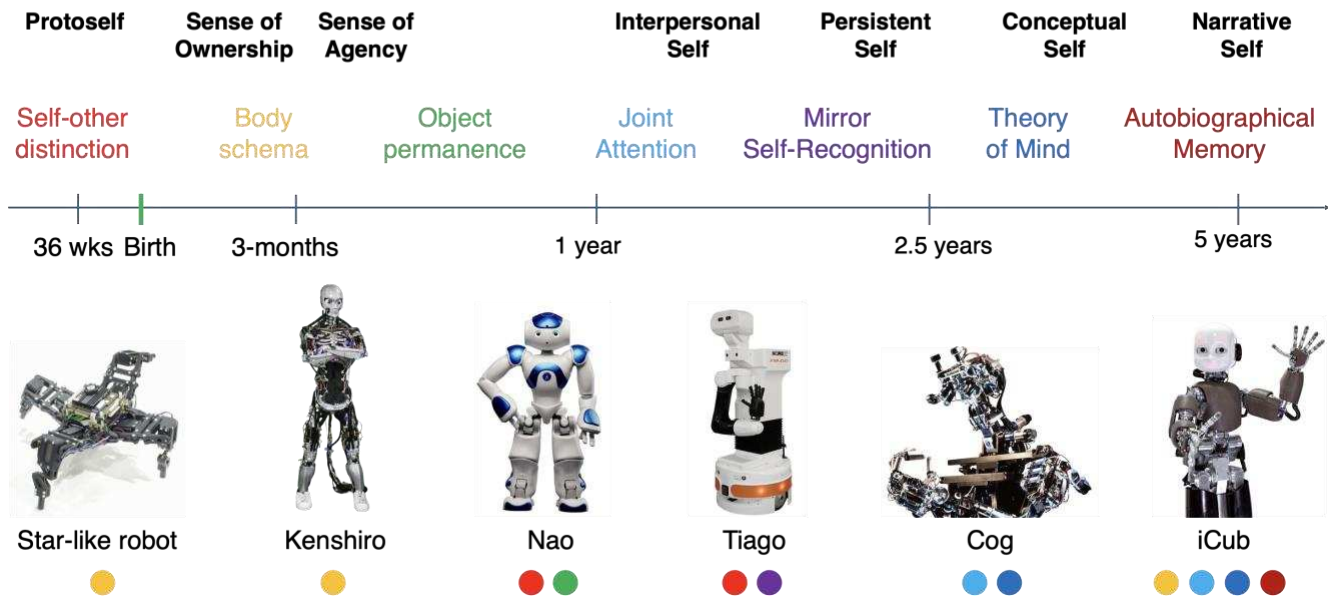 Protoself
Sense of
Ownership
Sense of
Agency
Interpersonal
Self
Persistent
Self
Conceptual
Self
Narrative
Self
Self-other
distinction
Body
schema
Object
permanence
Joint
Attention
Mirror
Self-Recognition
Theory
of Mind
Autobiographical
Memory
36 wks
Birth
3-months
1 year
2.5 years
5 years
Star-like robot
Kenshiro
Nao
Tiago
Cog
iCub